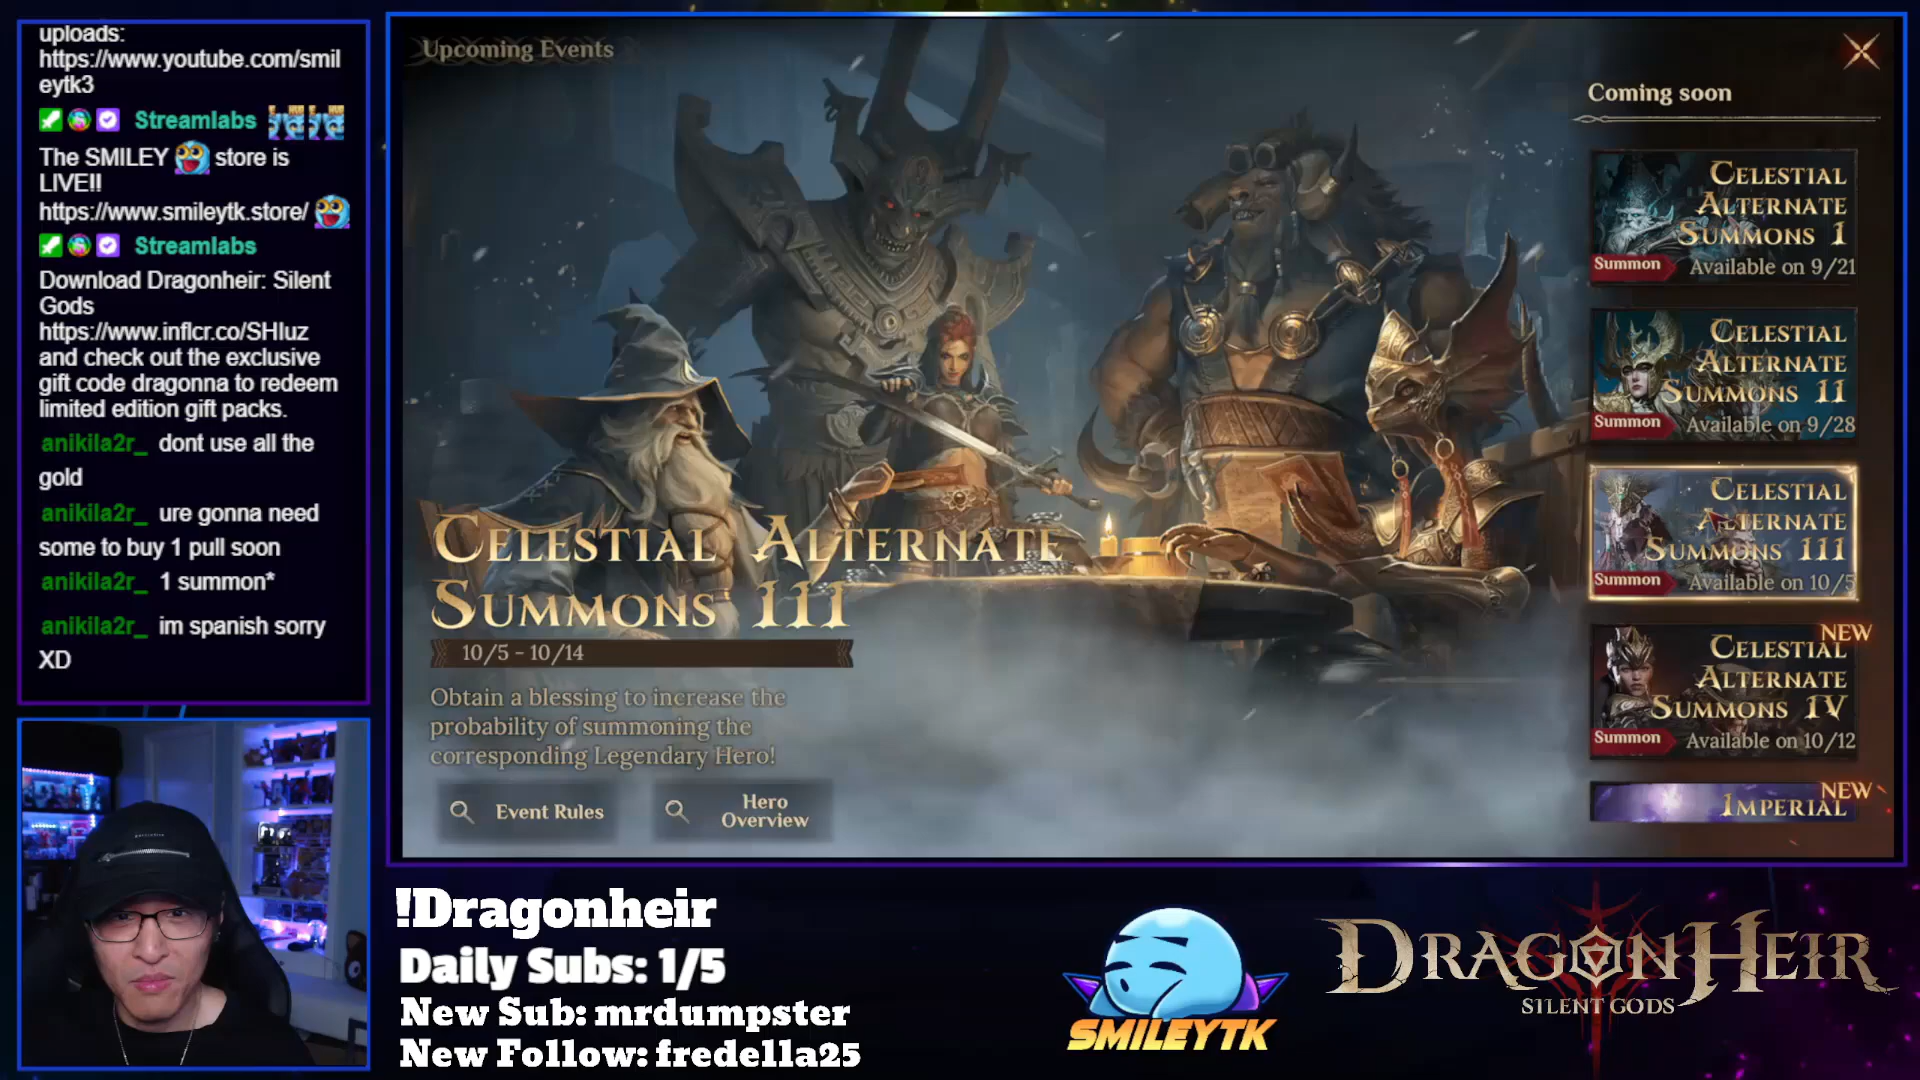 uploads:
https://www.youtube.com/smil
eytk3
Streamlabs
The SMILEY store is
LIVE!!
https://www.smileytk.store/
Streamlabs
Download Dragonheir: Silent
Gods
https://www.inflcr.co/SHIuz
and check out the exclusive
gift code dragonna to redeem
limited edition gift packs.
anikila2r_ dont use all the
gold
anikila2r_ ure gonna need
some to buy 1 pull soon
anikila2r_ 1 summon*
anikila2r_ im spanish sorry
XD
Upcoming Events
Celestial Alternate
Summons III
10/5 - 10/14
Obtain a blessing to increase the
probability of summoning the
corresponding Legendary Hero!
Event Rules
Hero
Overview
Coming soon
Celestial
Alternate
Summons I
Summon Available on 9/21
Celestial
Alternate
Summons II
Summon Available on 9/28
Celestial
Alternate
Summons III
Summon Available on 10/5
NEW
Celestial
Alternate
Summons IV
Summon Available on 10/12
NEW
Imperial
!Dragonheir
Daily Subs: 1/5
New Sub: mrdumpster
New Follow: fredella25
SMILEYTK
DRAGONHEIR
SILENT GODS